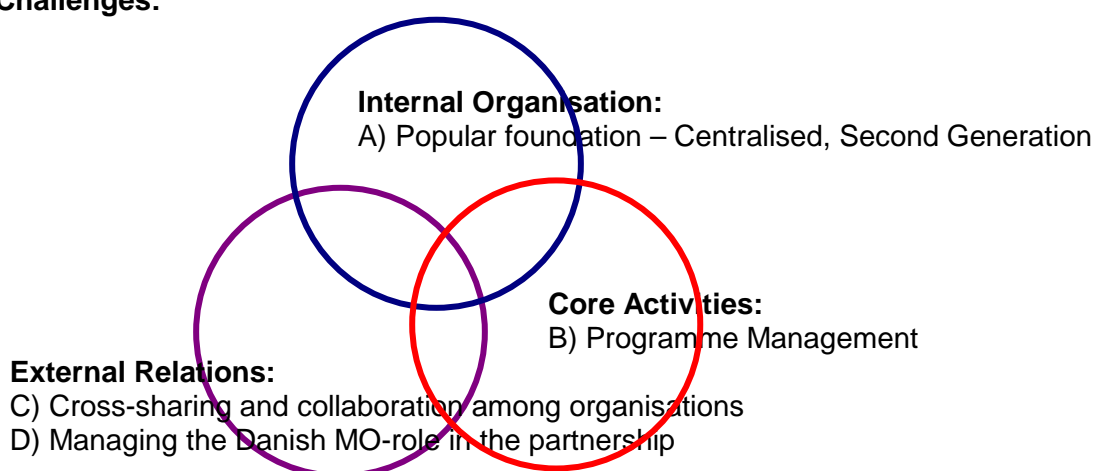 Challenges:
Internal Organisation:
A) Popular foundation – Centralised, Second Generation
Core Activities:
B) Programme Management
External Relations:
C) Cross-sharing and collaboration among organisations
D) Managing the Danish MO-role in the partnership